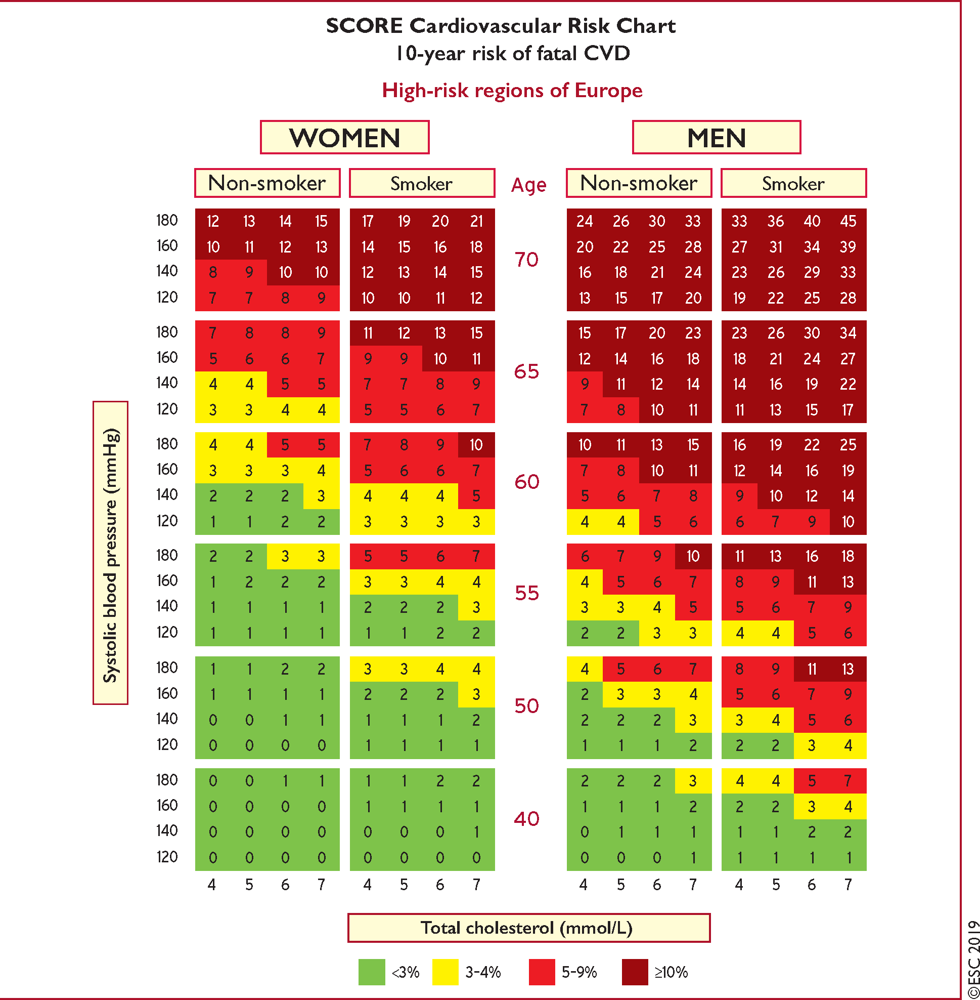 SCORE Cardiovascular Risk Chart
10-year risk of fatal CVD
High-risk regions of Europe
WOMEN MEN
Non-smoker Smoker Age Non-smoker Smoker
180 12 13 14 15 17 19 20 21 24 26 30 33 33 36 40 45
160 10 11 12 13 14 15 16 18 20 22 25 28 27 31 34 39
70
140 8 9 10 10 12 13 14 15 16 18 21 24 23 26 29 33
120 7 7 8 9 10 10 11 12 13 15 17 20 19 22 25 28
180 7 8 8 9 11 12 13 15 15 17 20 23 23 26 30 34
160 5 6 6 7 9 9 10 11 12 14 16 18 18 21 24 27
65
140 4 4 5 5 7 7 8 9 9 11 12 14 14 16 19 22
120 3 3 4 4 5 5 6 7 7 8 10 11 11 13 15 17
180 4 4 5 5 7 8 9 10 10 11 13 15 16 19 22 25
160 3 3 3 4 5 6 6 7 7 8 10 11 12 14 16 19
60
140 2 2 2 3 4 4 4 5 5 6 7 8 9 10 12 14
120 1 1 2 2 3 3 3 3 4 4 5 6 6 7 9 10
180 2 2 3 3 5 5 6 7 6 7 9 10 11 13 16 18
160 1 2 2 2 3 3 4 4 4 5 6 7 8 9 11 13
55
140 1 1 1 1 2 2 2 3 3 3 4 5 5 6 7 9
120 1 1 1 1 1 1 2 2 2 2 3 3 4 4 5 6
180 1 1 2 2 3 3 4 4 4 5 6 7 8 9 11 13
160 1 1 1 1 2 2 2 3 2 3 3 4 5 6 7 9
50
140 0 0 1 1 1 1 1 2 2 2 2 3 3 4 5 6
120 0 0 0 0 1 1 1 1 1 1 1 2 2 2 3 4
180 0 0 1 1 1 1 2 2 2 2 2 3 4 4 5 7
160 0 0 0 0 1 1 1 1 1 1 1 2 2 2 3 4
40
140 0 0 0 0 0 0 0 1 0 1 1 1 1 1 2 2
120 0 0 0 0 0 0 0 0 0 0 0 1 1 1 1 1
4 5 6 7 4 5 6 7 4 5 6 7 4 5 6 7
Systolic blood pressure (mmHg)
Total cholesterol (mmol/L)
<3% 3-4% 5-9% ≥10%
©ESC 2019